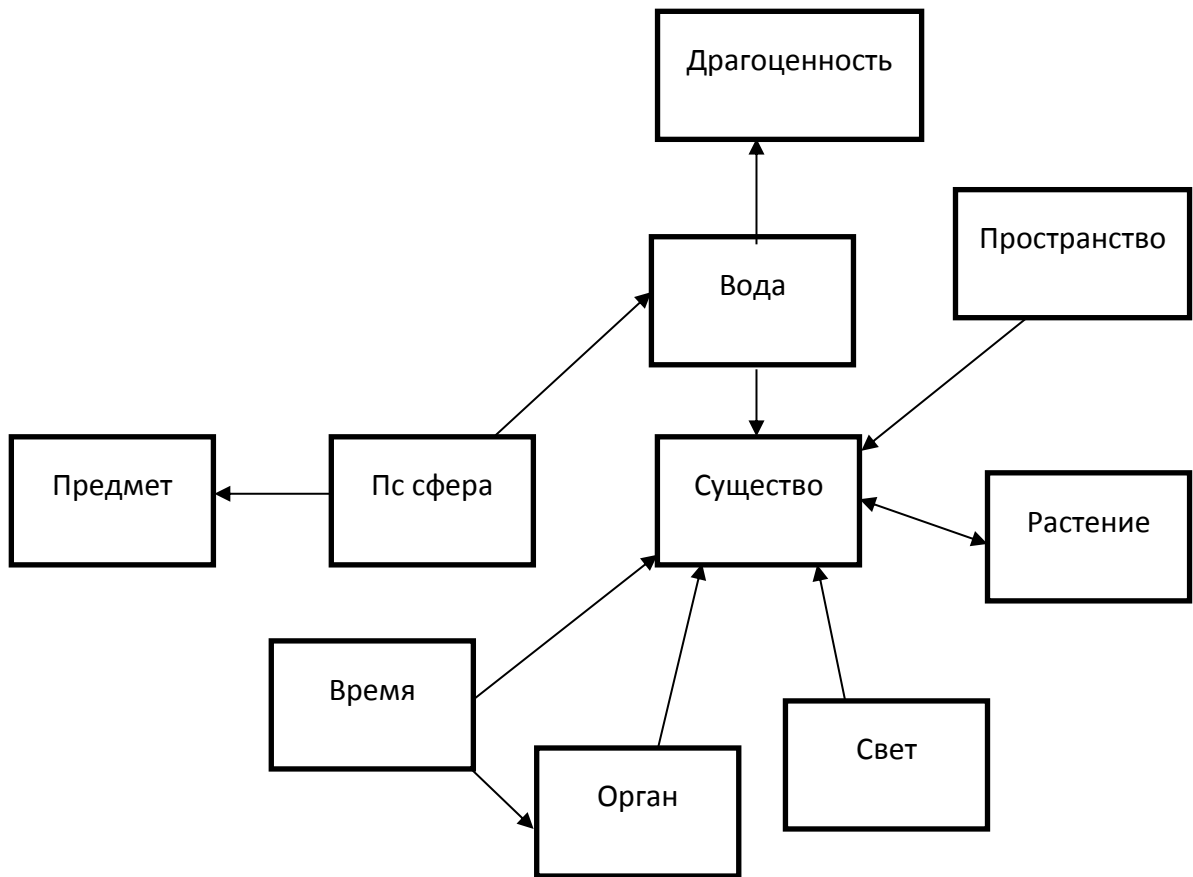 Драгоценность
Пространство
Вода
Предмет
Пс сфера
Существо
Растение
Время
Свет
Орган